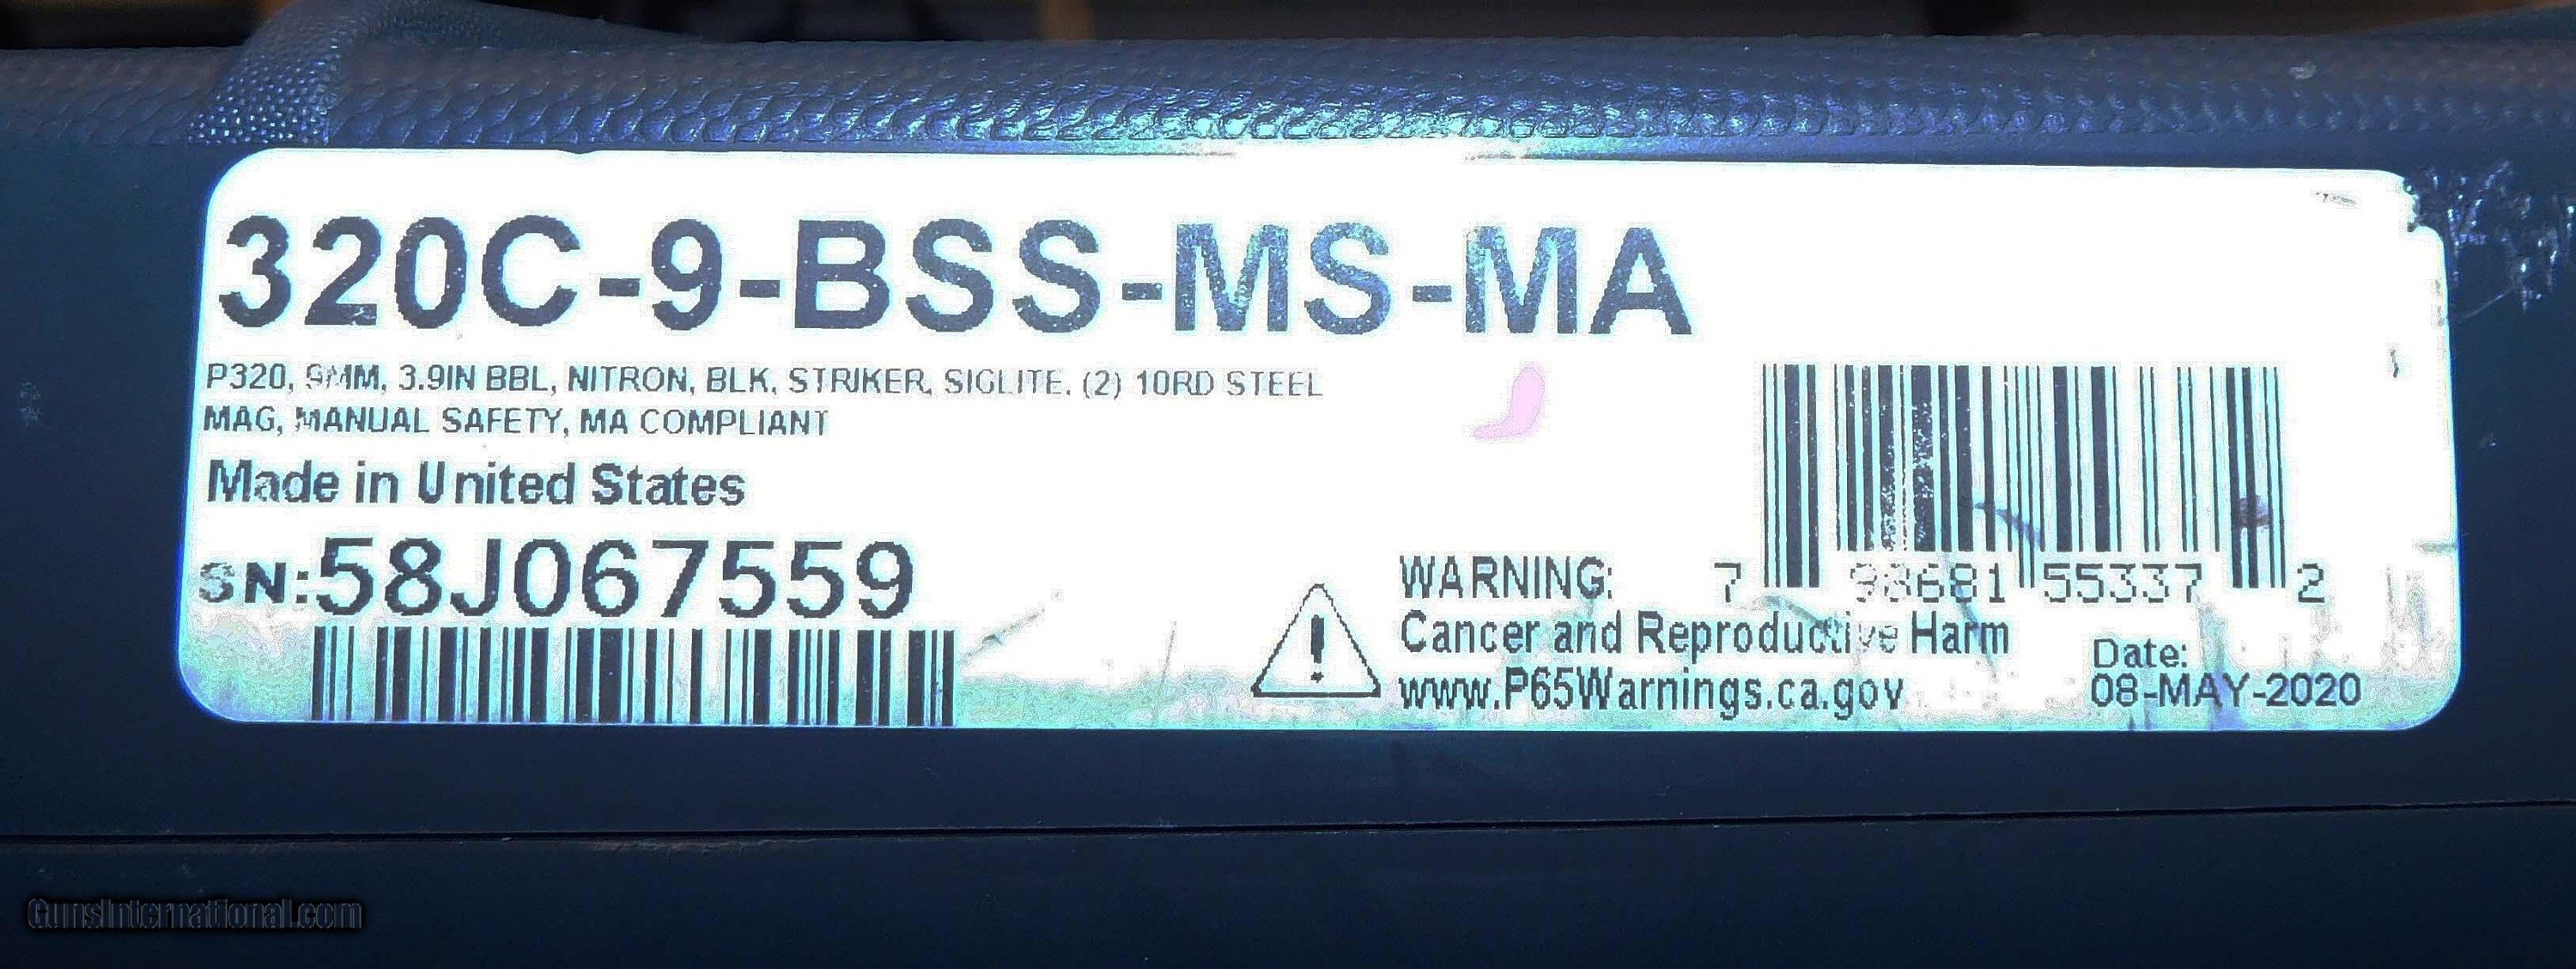 320C-9-BSS-MS-MA
P320, 9MM, 3.9IN BBL, NITRON, BLK, STRIKER, SIGLITE, (2) 10RD STEEL
MAG, MANUAL SAFETY, MA COMPLIANT
Made in United States
SN:58J067559
7 98681 55337 2
WARNING:
Cancer and Reproductive Harm
www.P65Warnings.ca.gov
Date:
08-MAY-2020
GunsInternational.com